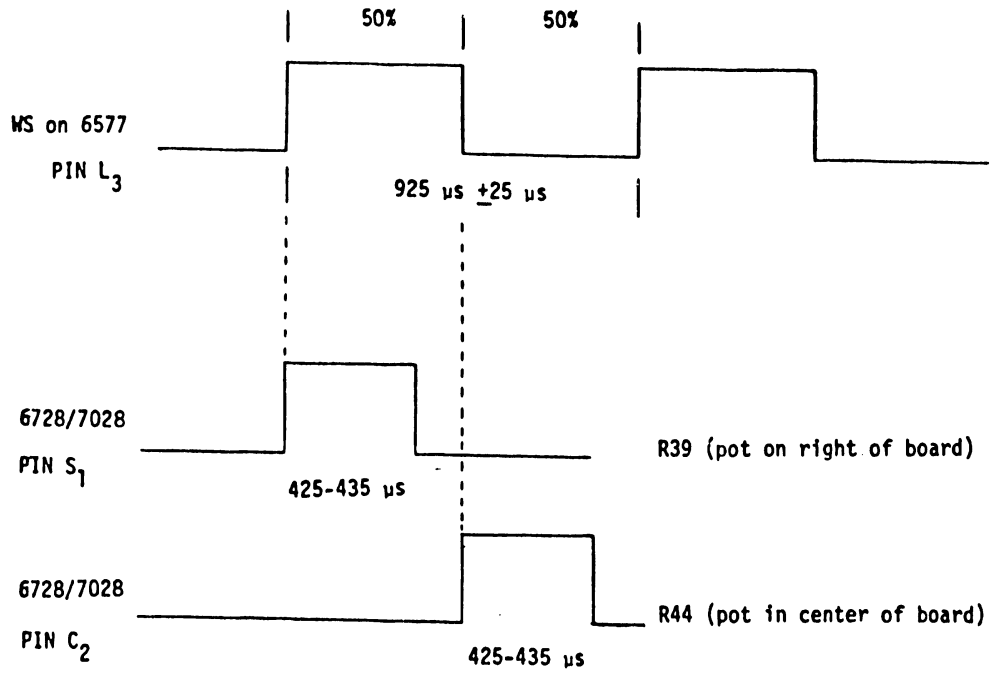 50% 50%
WS on 6577
PIN L3
925 µs ±25 µs
6728/7028
PIN S1
R39 (pot on right of board)
425-435 µs
6728/7028
PIN C2
R44 (pot in center of board)
425-435 µs